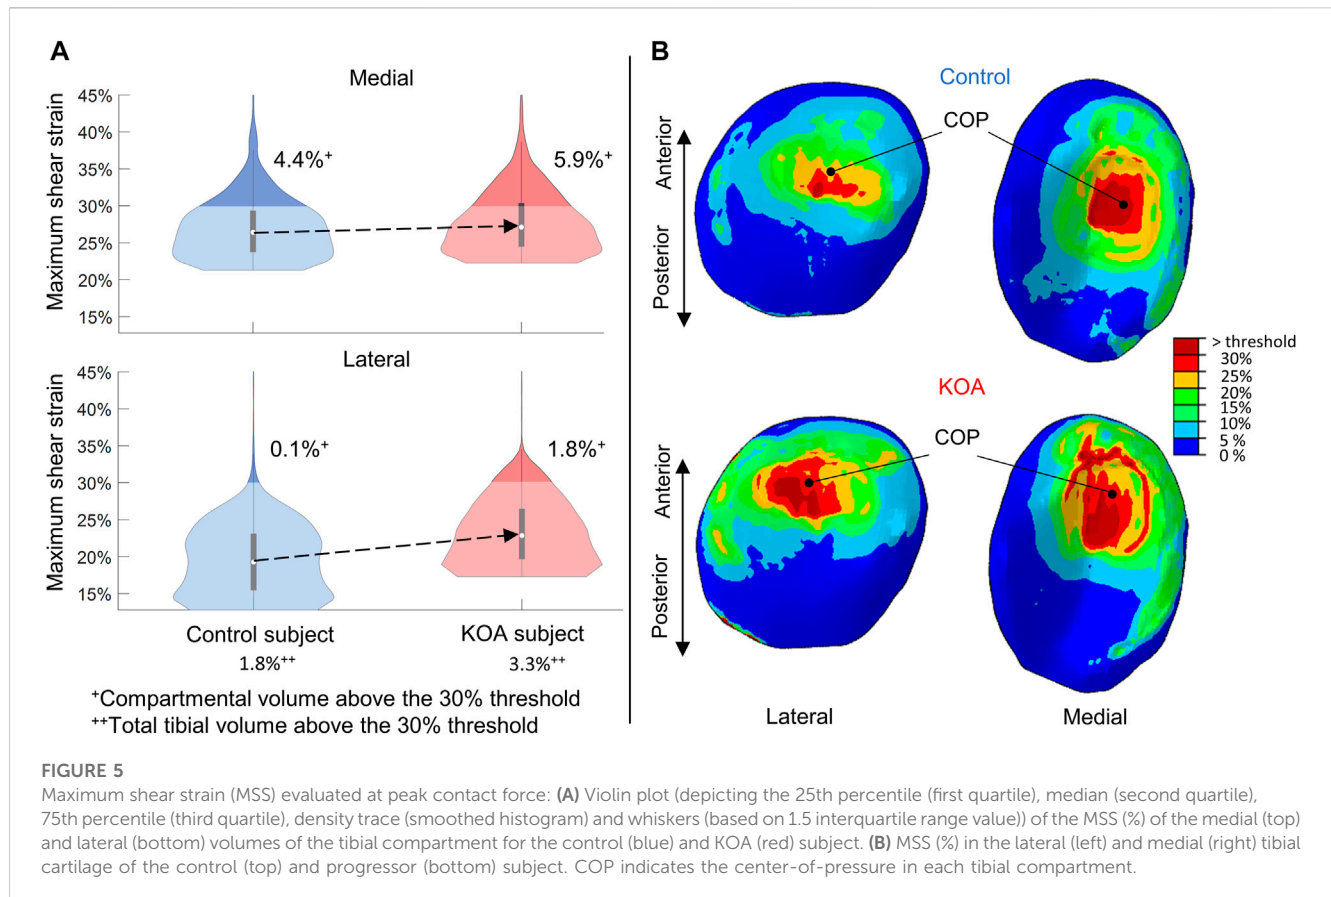 A
Medial
Maximum shear strain
45%
40%
35%
30%
25%
20%
15%
4.4%+
5.9%+
Lateral
Maximum shear strain
45%
40%
35%
30%
25%
20%
15%
0.1%+
1.8%+
Control subject
KOA subject
1.8%++
3.3%++
+Compartmental volume above the 30% threshold
++Total tibial volume above the 30% threshold
B
Control
COP
Anterior
Posterior
> threshold
30%
25%
20%
15%
10%
5 %
0 %
KOA
COP
Anterior
Posterior
Lateral
Medial
FIGURE 5
Maximum shear strain (MSS) evaluated at peak contact force: (A) Violin plot (depicting the 25th percentile (first quartile), median (second quartile),
75th percentile (third quartile), density trace (smoothed histogram) and whiskers (based on 1.5 interquartile range value)) of the MSS (%) of the medial (top)
and lateral (bottom) volumes of the tibial compartment for the control (blue) and KOA (red) subject. (B) MSS (%) in the lateral (left) and medial (right) tibial
cartilage of the control (top) and progressor (bottom) subject. COP indicates the center-of-pressure in each tibial compartment.